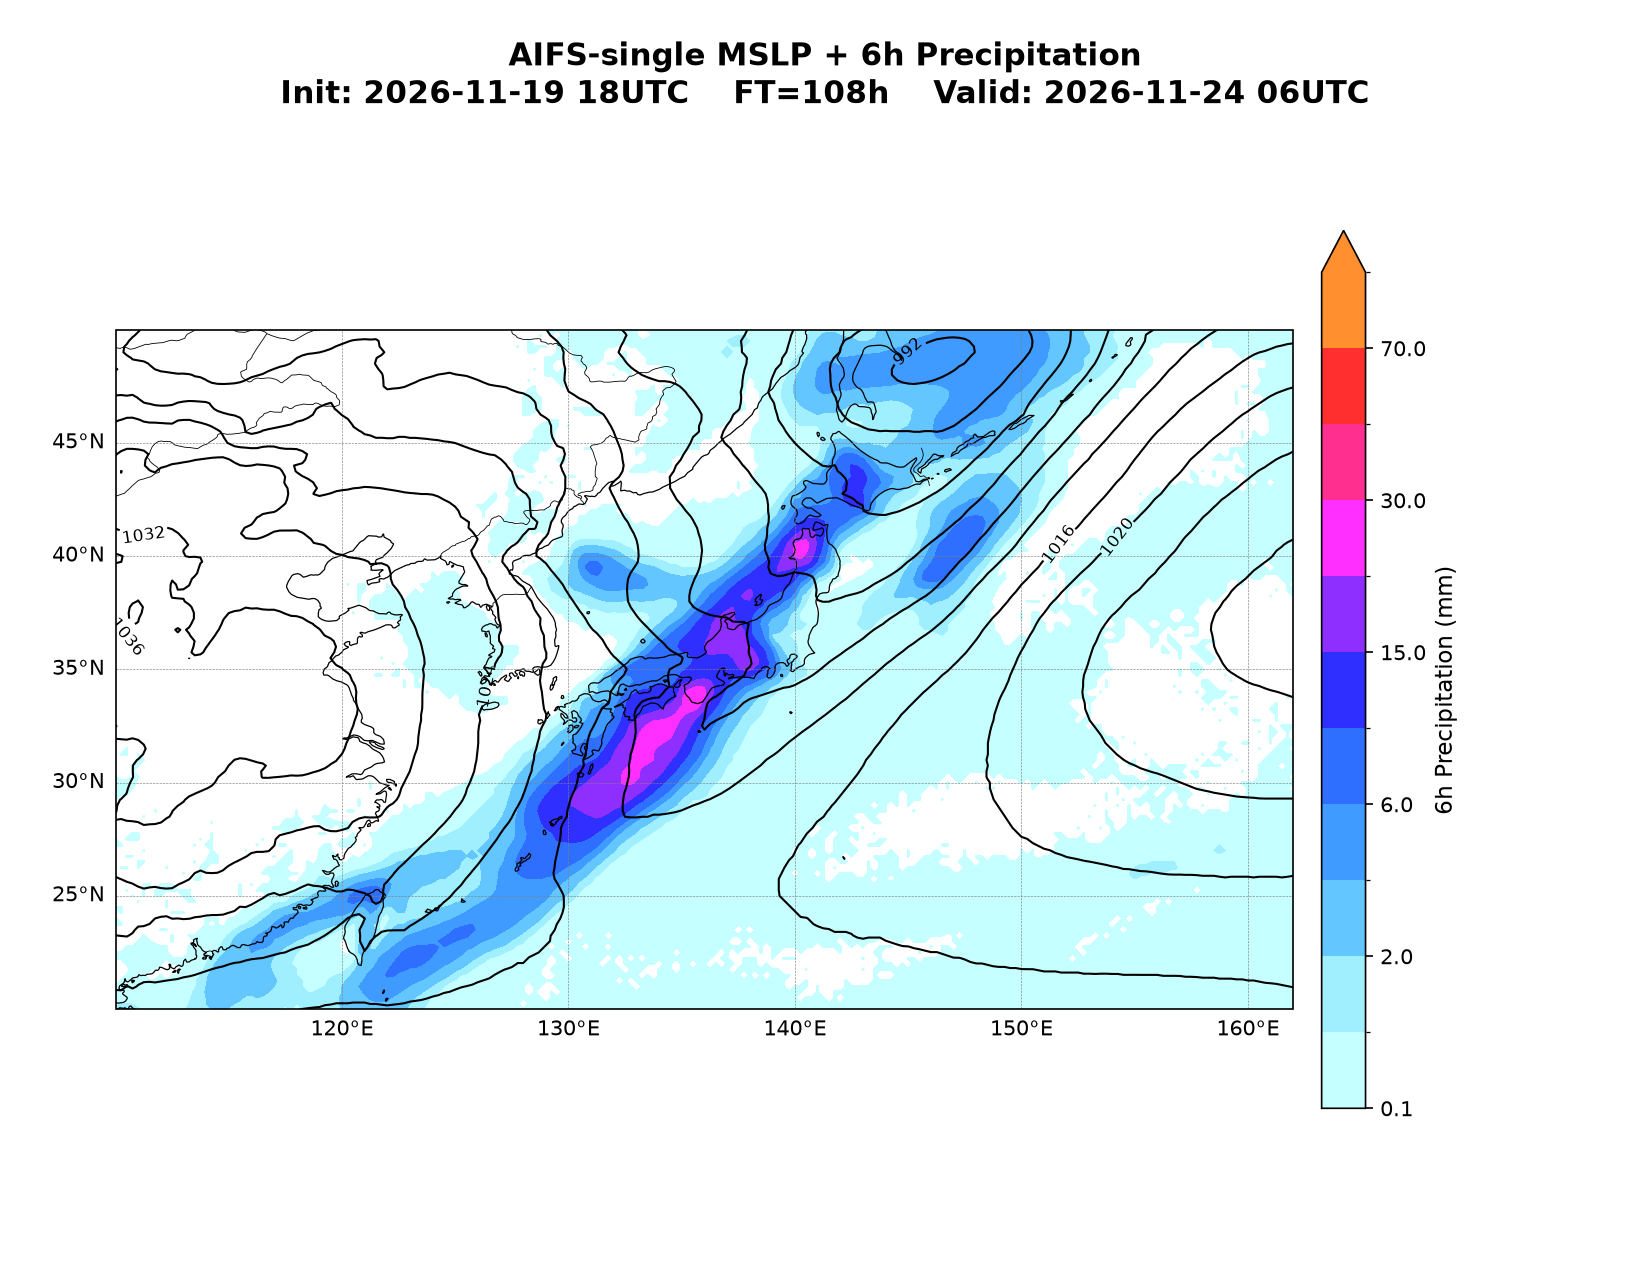 AIFS-single MSLP + 6h Precipitation
Init: 2026-11-19 18UTC    FT=108h    Valid: 2026-11-24 06UTC
992
45°N
40°N
35°N
30°N
25°N
1032
1036
1024
1016
1020
120°E
130°E
140°E
150°E
160°E
70.0
30.0
15.0
6.0
2.0
0.1
6h Precipitation (mm)